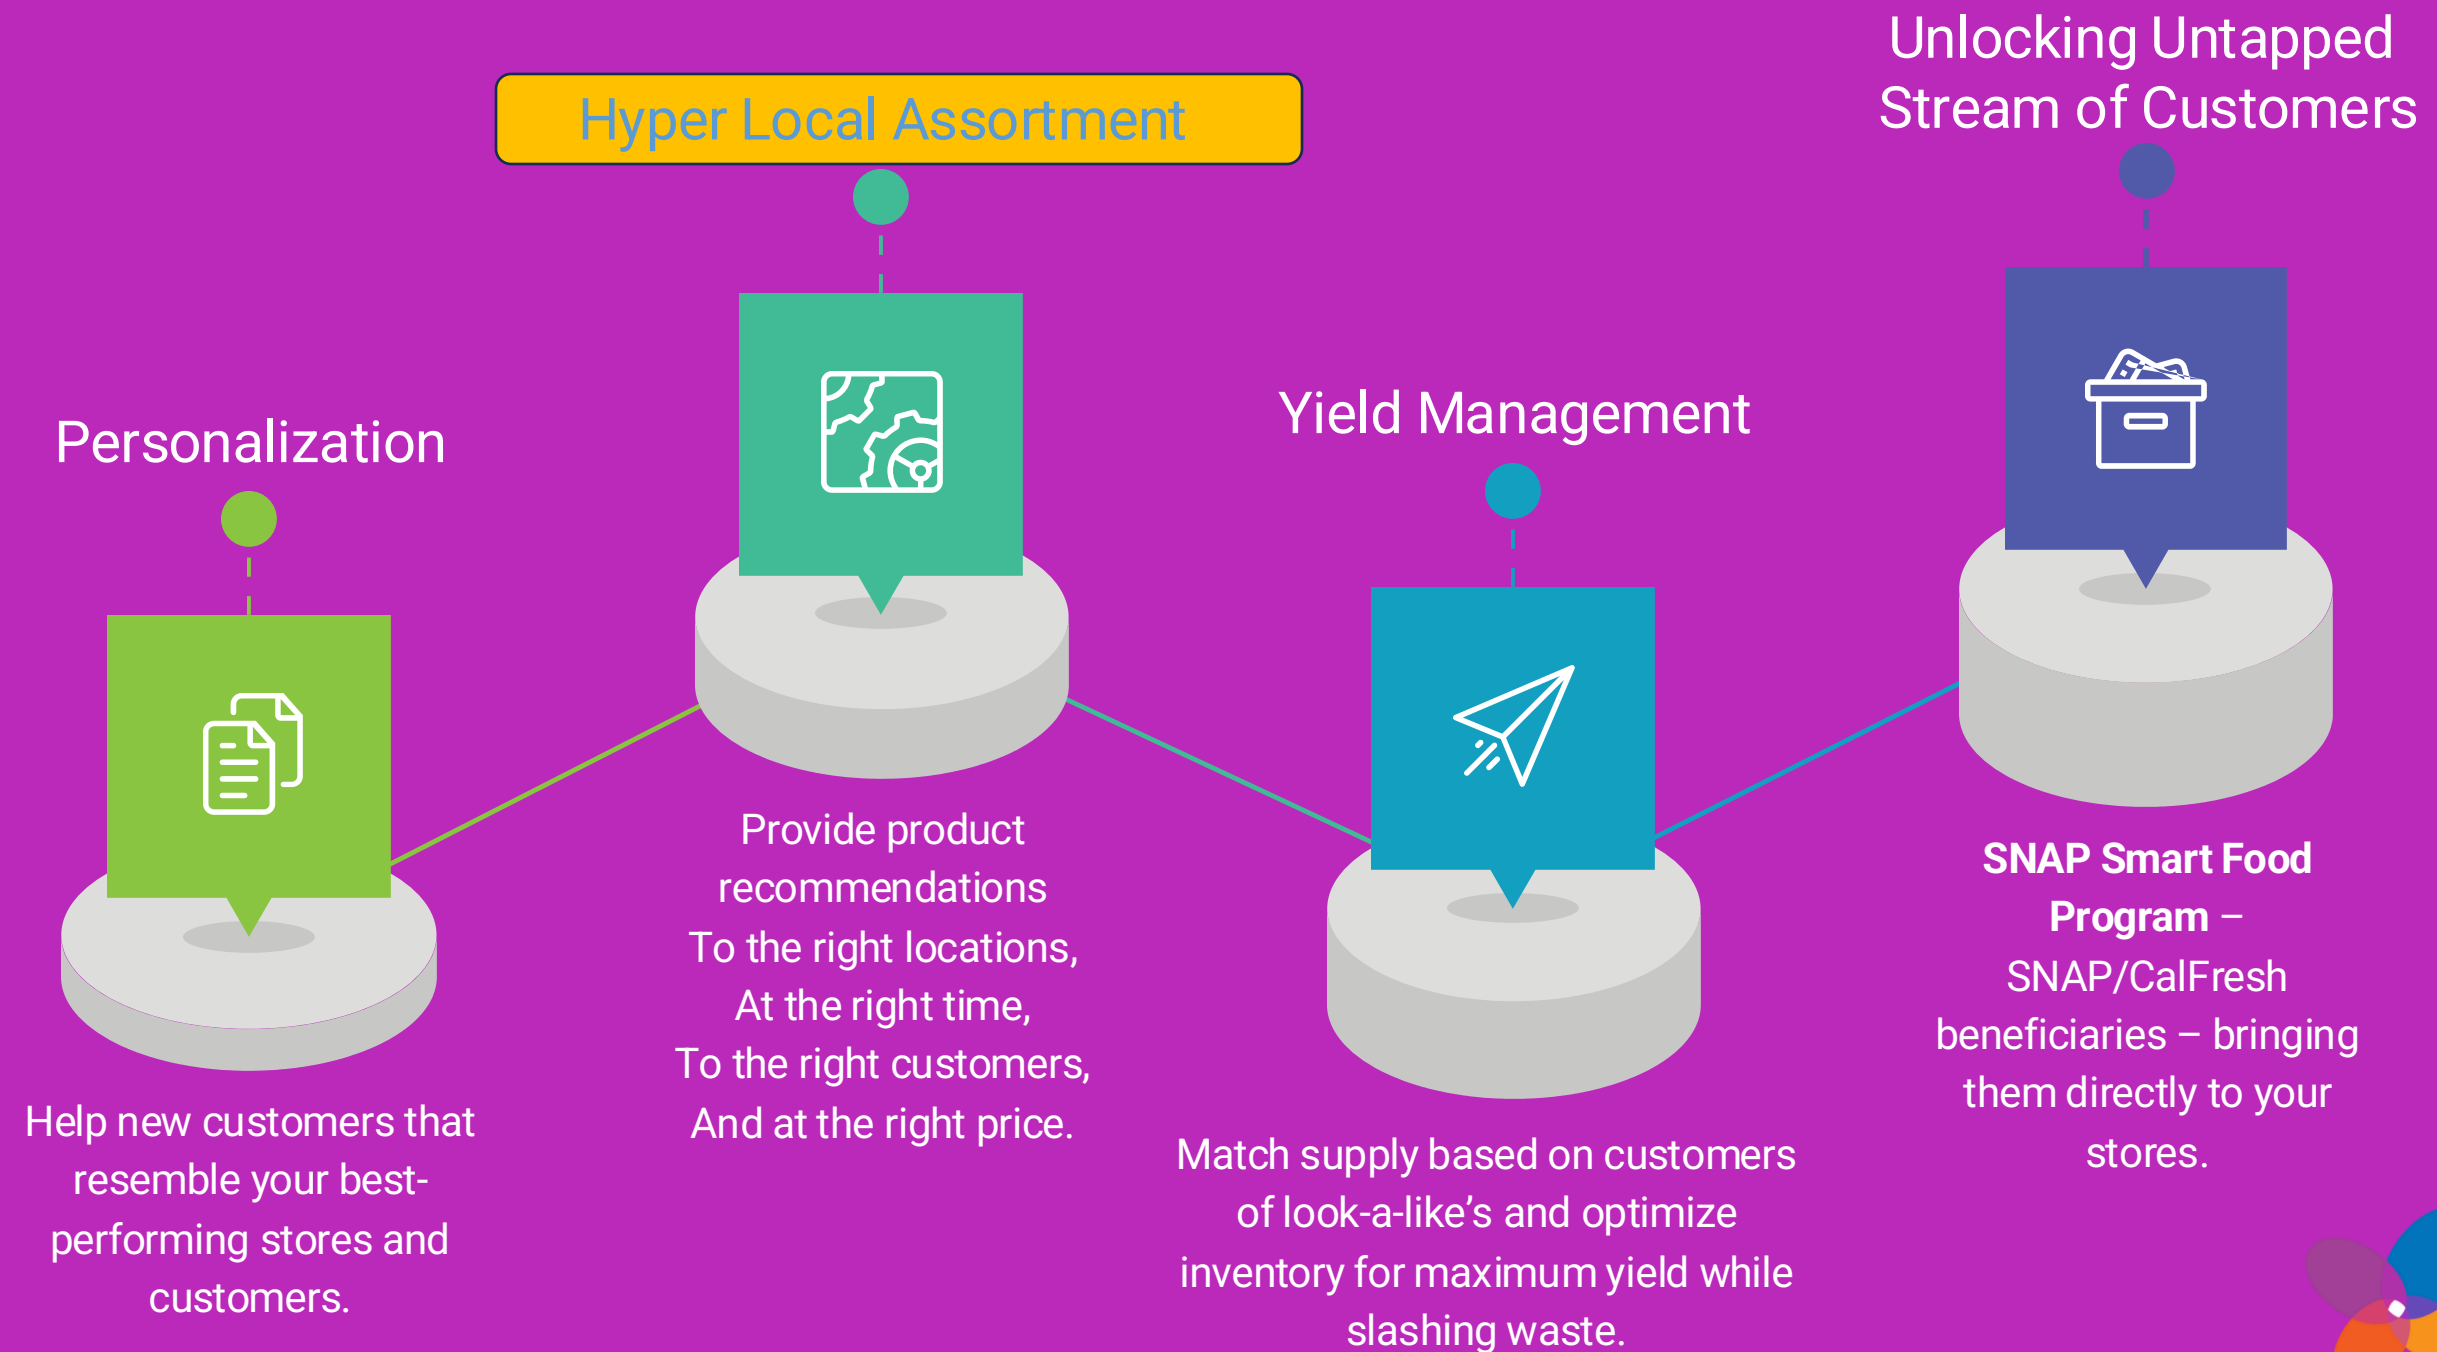 Personalization
Help new customers that
resemble your best-
performing stores and
customers.
Hyper Local Assortment
Provide product
recommendations
To the right locations,
At the right time,
To the right customers,
And at the right price.
Yield Management
Match supply based on customers
of look-a-like’s and optimize
inventory for maximum yield while
slashing waste.
Unlocking Untapped
Stream of Customers
SNAP Smart Food
Program –
SNAP/CalFresh
beneficiaries – bringing
them directly to your
stores.